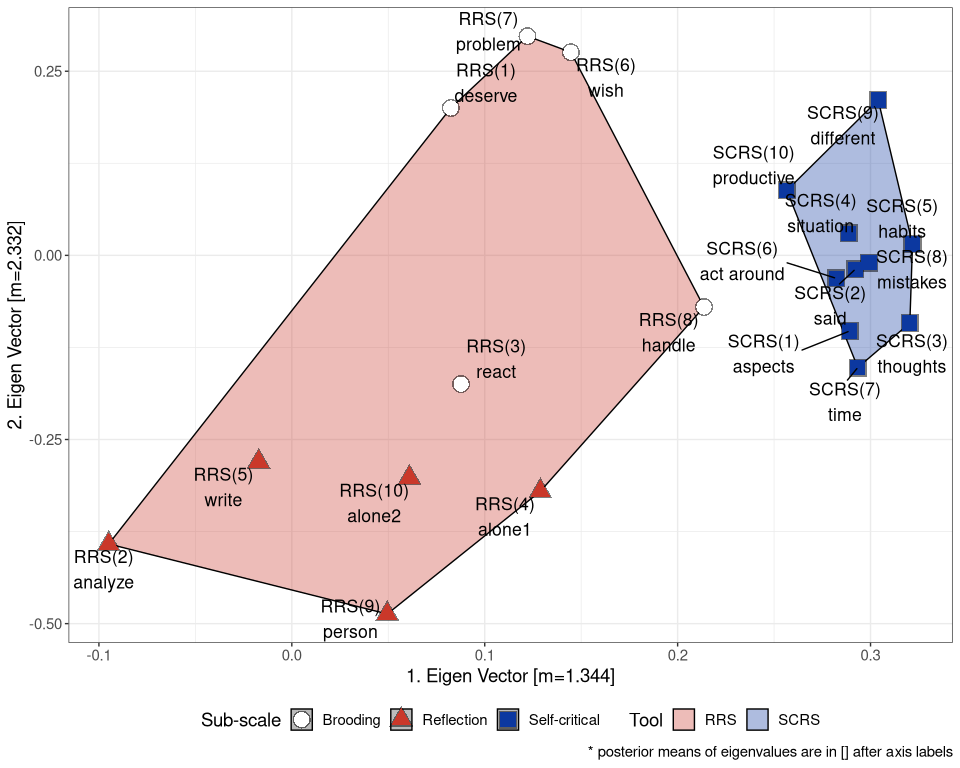 RRS(7)
problem
RRS(6)
wish
RRS(1)
deserve
SCRS(9)
different
SCRS(10)
productive
SCRS(4)
situation
SCRS(5)
habits
SCRS(6)
act around
SCRS(8)
mistakes
SCRS(2)
said
RRS(8)
handle
SCRS(1)
aspects
SCRS(3)
thoughts
RRS(3)
react
SCRS(7)
time
RRS(5)
write
RRS(10)
alone2
RRS(4)
alone1
RRS(2)
analyze
RRS(9)
person
0.25
0.00
-0.25
-0.50
2. Eigen Vector [m=2.332]
-0.1 0.0 0.1 0.2 0.3
1. Eigen Vector [m=1.344]
Sub-scale Brooding Reflection Self-critical Tool RRS SCRS
* posterior means of eigenvalues are in [] after axis labels